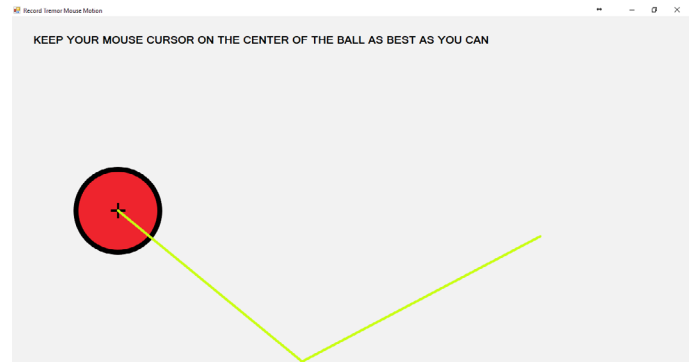 Record Tremor Mouse Motion
KEEP YOUR MOUSE CURSOR ON THE CENTER OF THE BALL AS BEST AS YOU CAN